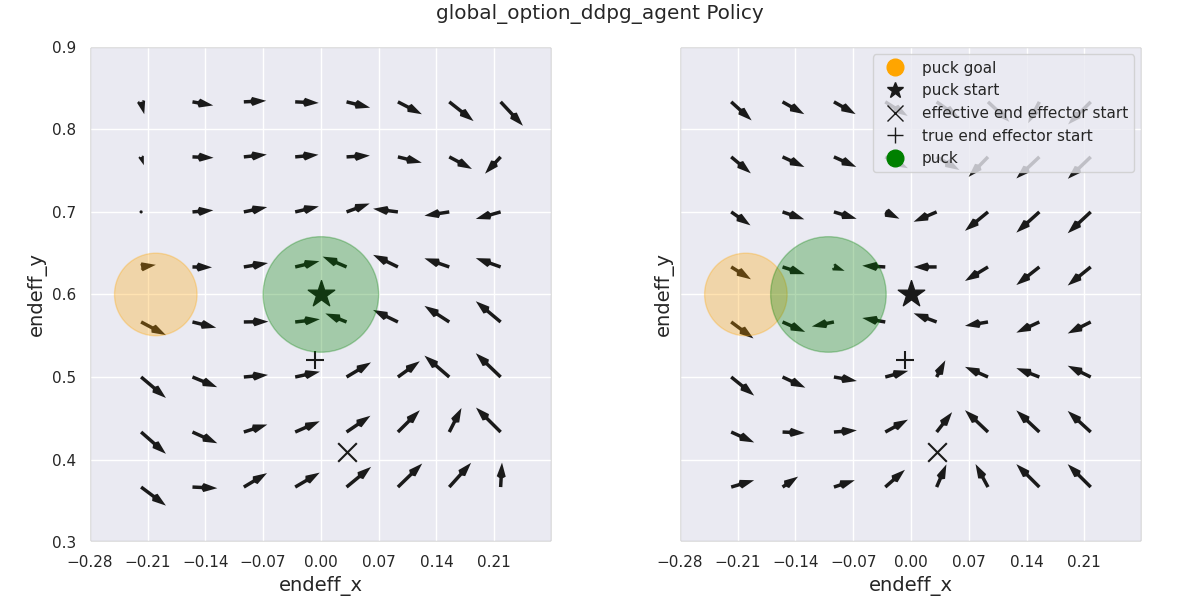 global_option_ddpg_agent Policy
0.9
0.8
0.7
0.6
0.5
0.4
0.3
endeff_y
−0.28 −0.21 −0.14 −0.07 0.00 0.07 0.14 0.21
endeff_x
puck goal
puck start
effective end effector start
true end effector start
puck
endeff_y
−0.28 −0.21 −0.14 −0.07 0.00 0.07 0.14 0.21
endeff_x